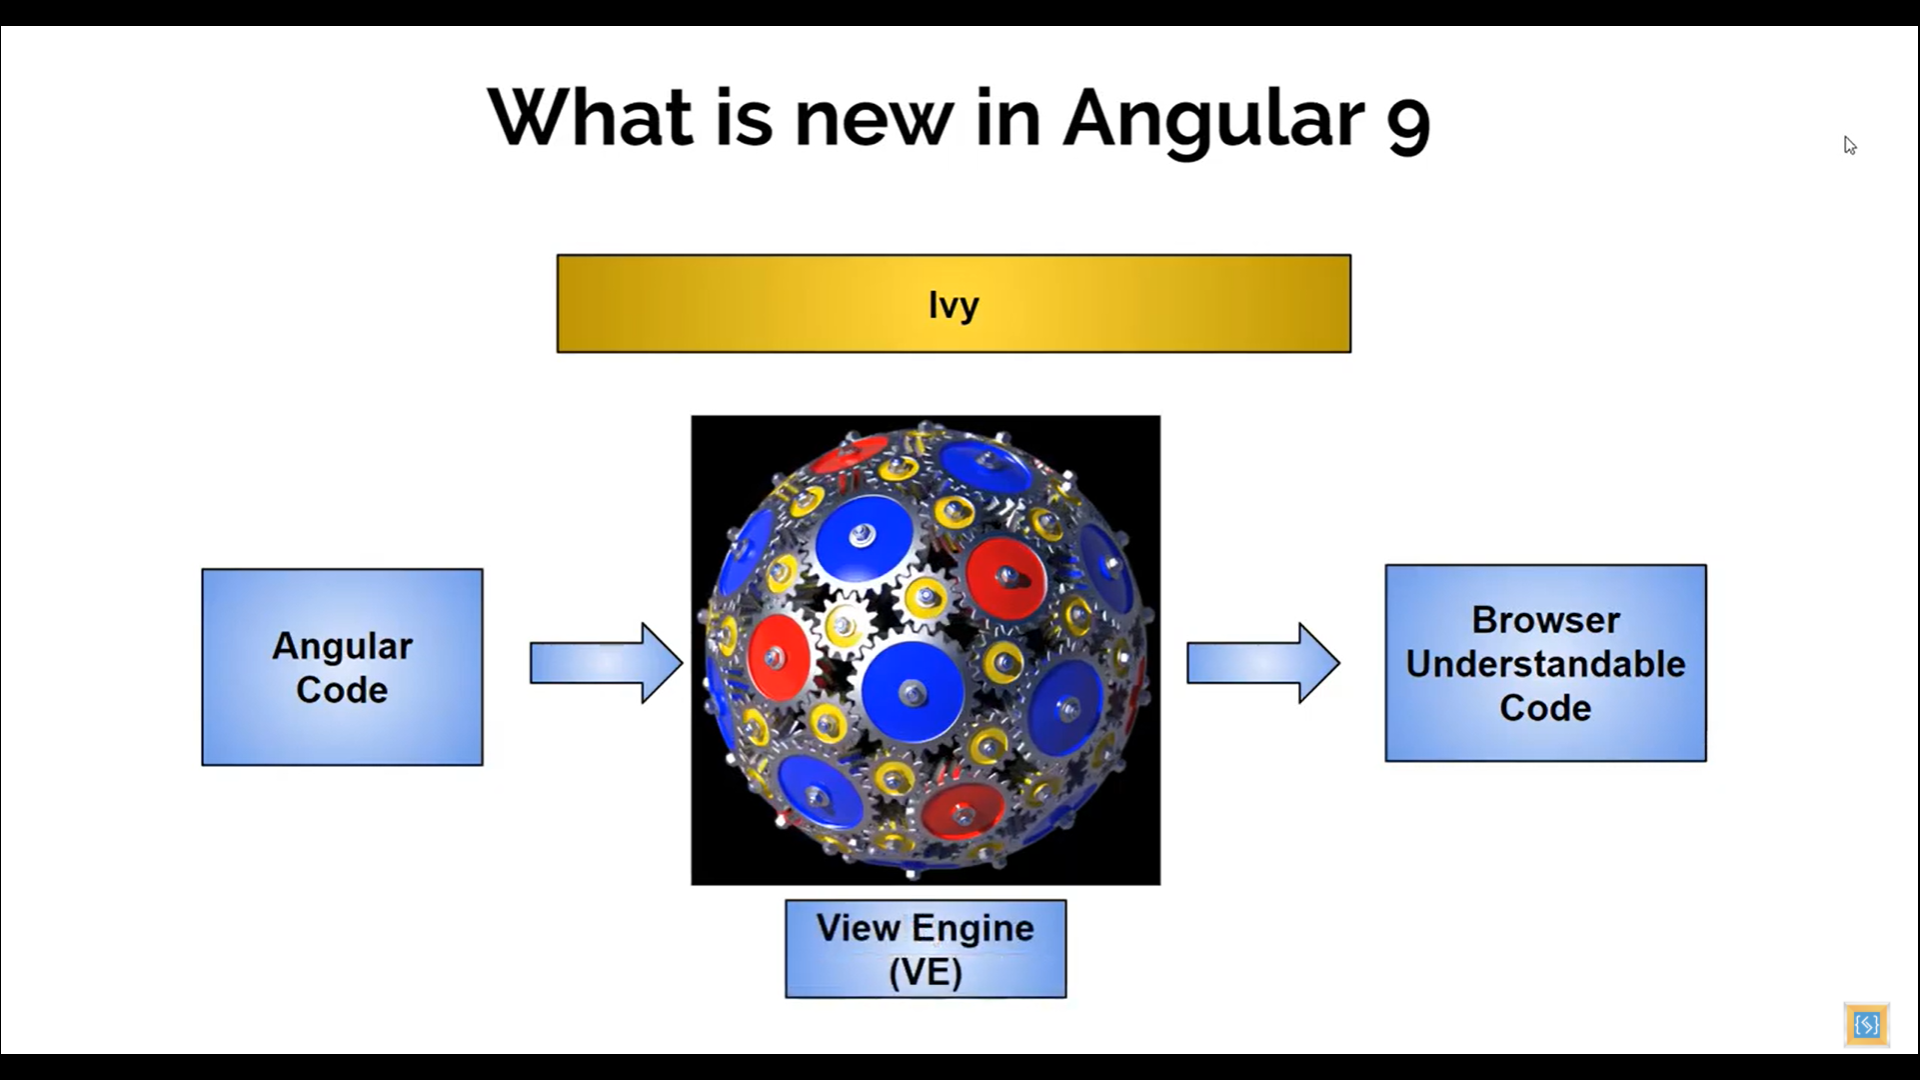 What is new in Angular 9
Ivy
Angular
Code
Browser
Understandable
Code
View Engine
(VE)